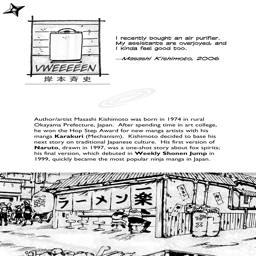 I recently bought an air purifier.
My assistants are overjoyed, and
I kinda feel good too.
—Masashi Kishimoto, 2006
VWEEEEEN
岸本斉史
Author/artist Masashi Kishimoto was born in 1974 in rural
Okayama Prefecture, Japan. After spending time in art college,
he won the Hop Step Award for new manga artists with his
manga Karakuri (Mechanism). Kishimoto decided to base his
next story on traditional Japanese culture. His first version of
Naruto, drawn in 1997, was a one-shot story about fox spirits;
his final version, which debuted in Weekly Shonen Jump in
1999, quickly became the most popular ninja manga in Japan.
ラーメン楽